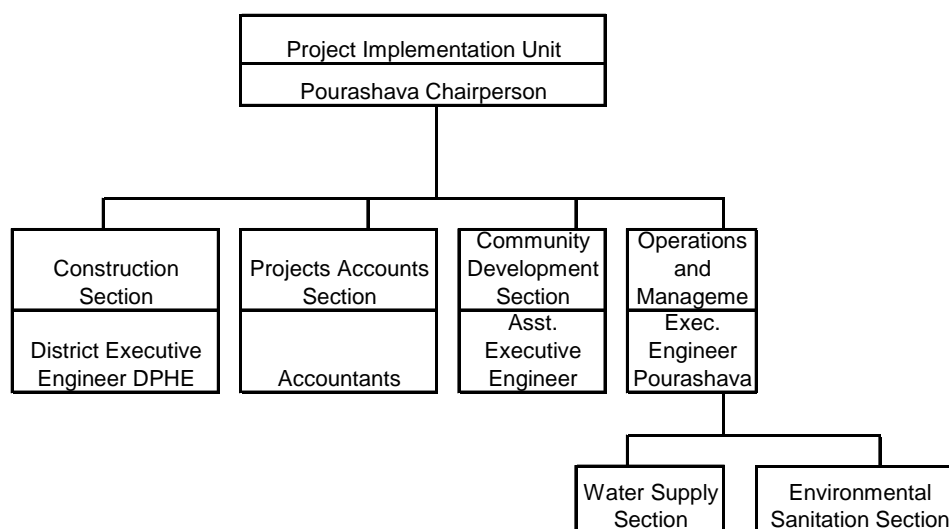 Project Implementation Unit
Pourashava Chairperson
Construction
Section
District Executive
Engineer DPHE
Projects Accounts
Section
Accountants
Community
Development
Section
Asst.
Executive
Engineer
Operations
and
Manageme
Exec.
Engineer
Pourashava
Water Supply
Section
Environmental
Sanitation Section